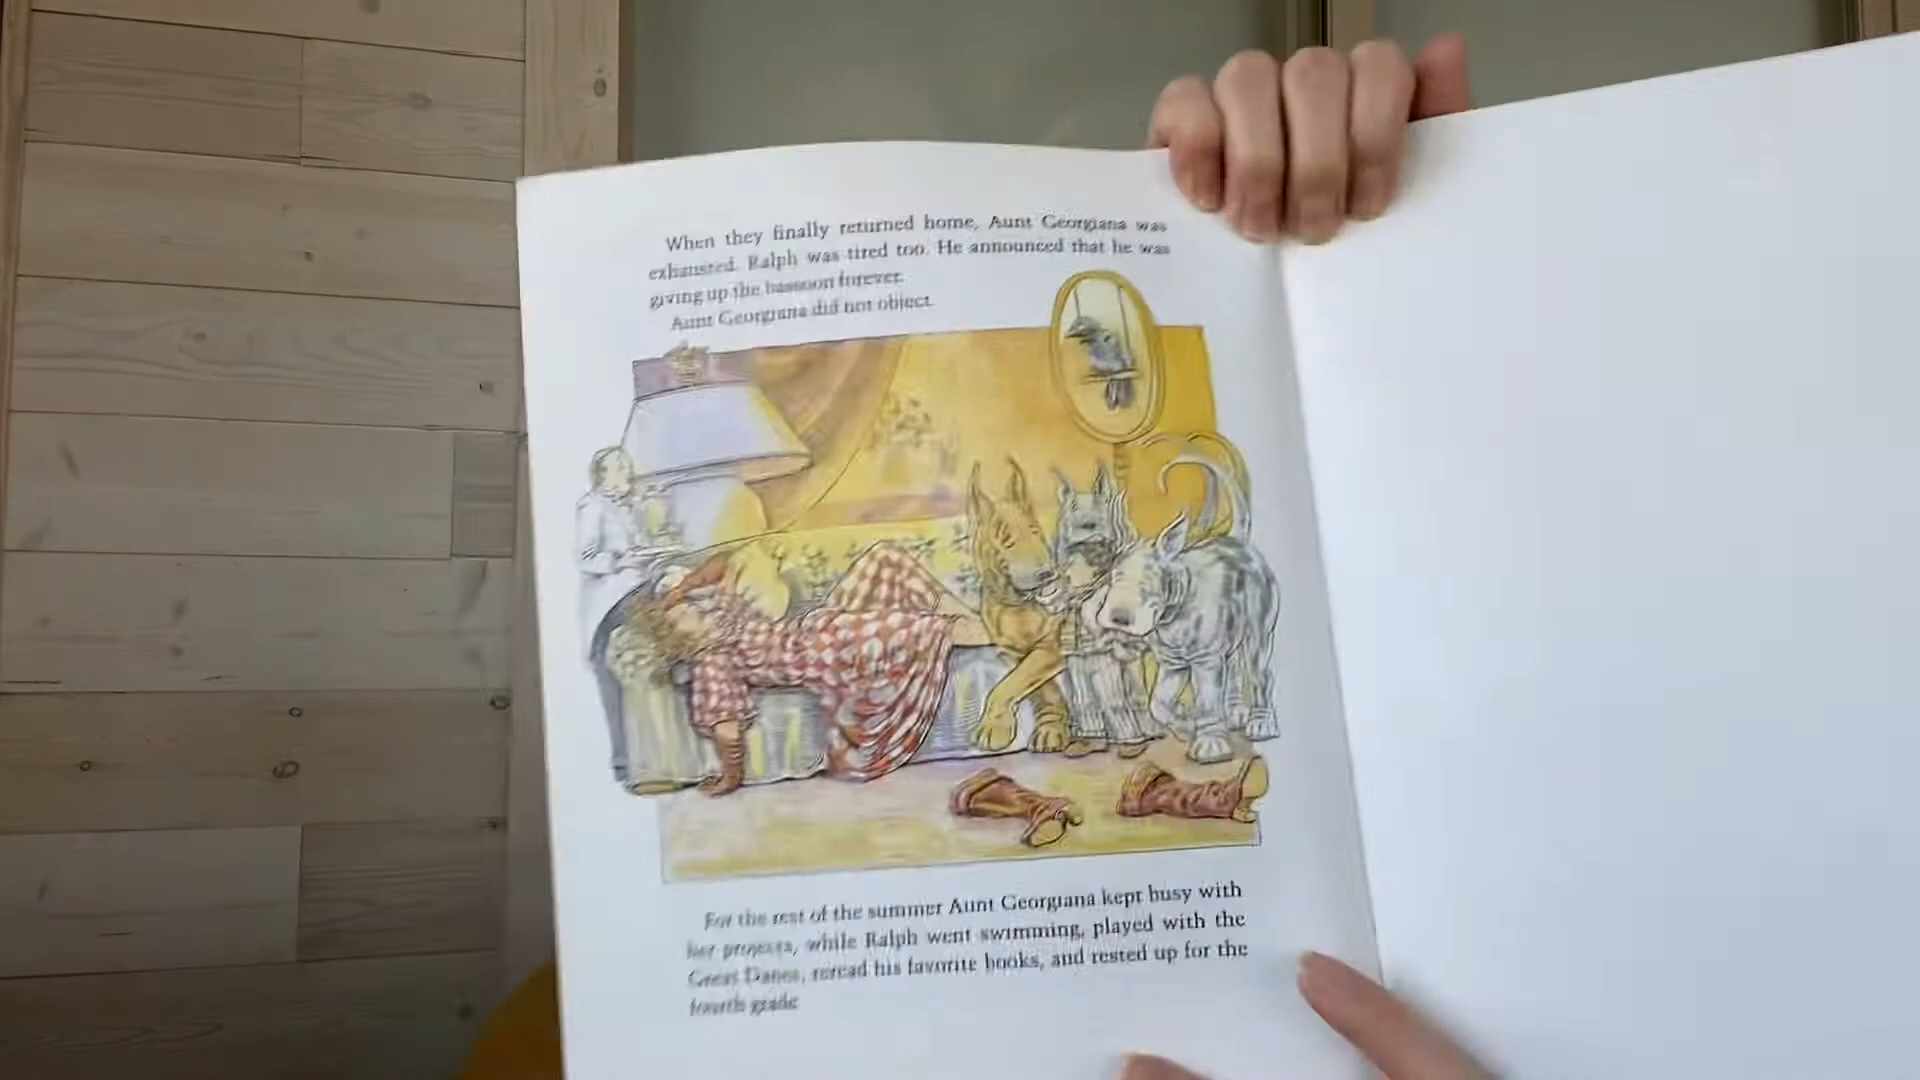 When they finally returned home, Aunt Georgiana was
exhausted. Ralph was tired too. He announced that he was
giving up the bassoon forever.
Aunt Georgiana did not object.
For the rest of the summer Aunt Georgiana kept busy with
her projects, while Ralph went swimming, played with the
Great Danes, reread his favorite books, and rested up for the
fourth grade